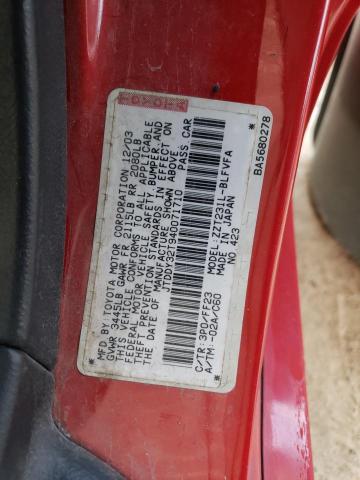 TOYOTA
MFD. BY: TOYOTA MOTOR CORPORATION 12/03
GVWR 3445LB GAWR FR 2115LB RR 2080LB
THIS VEHICLE CONFORMS TO ALL APPLICABLE
FEDERAL MOTOR VEHICLE SAFETY, BUMPER, AND
THEFT PREVENTION STANDARDS IN EFFECT ON
THE DATE OF MANUFACTURE SHOWN ABOVE.
JTDDY32T940071710 PASS CAR
C/TR: 3P0/FF23
A/TM: -02A/C60
MODEL: ZZT231L-BLFVFA
MADE IN JAPAN
NO 423
BA5680278